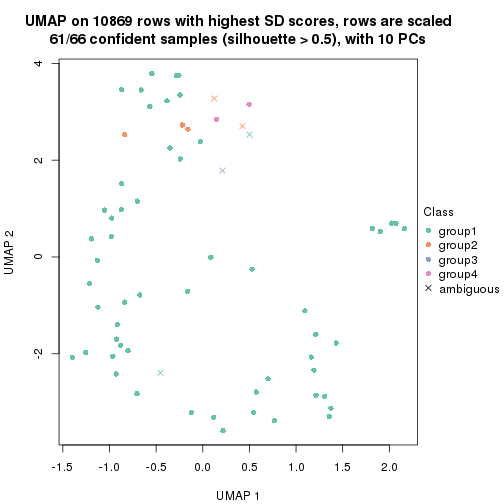 UMAP on 10869 rows with highest SD scores, rows are scaled
61/66 confident samples (silhouette > 0.5), with 10 PCs
4
2
0
-2
UMAP 2
-1.5 -1.0 -0.5 0.0 0.5 1.0 1.5 2.0
UMAP 1
Class
group1
group2
group3
group4
ambiguous